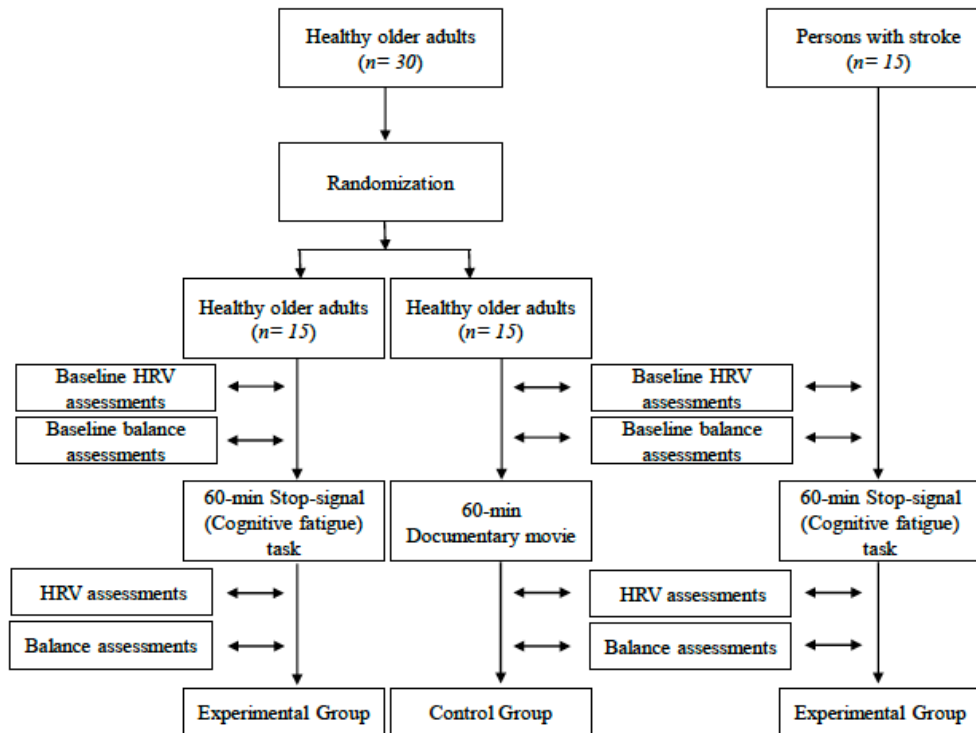 Healthy older adults
(n= 30)
Persons with stroke
(n= 15)
Randomization
Healthy older adults
(n= 15)
Healthy older adults
(n= 15)
Baseline HRV
assessments
Baseline balance
assessments
Baseline HRV
assessments
Baseline balance
assessments
60-min Stop-signal
(Cognitive fatigue)
task
60-min
Documentary movie
60-min Stop-signal
(Cognitive fatigue)
task
HRV assessments
Balance assessments
HRV assessments
Balance assessments
Experimental Group
Control Group
Experimental Group